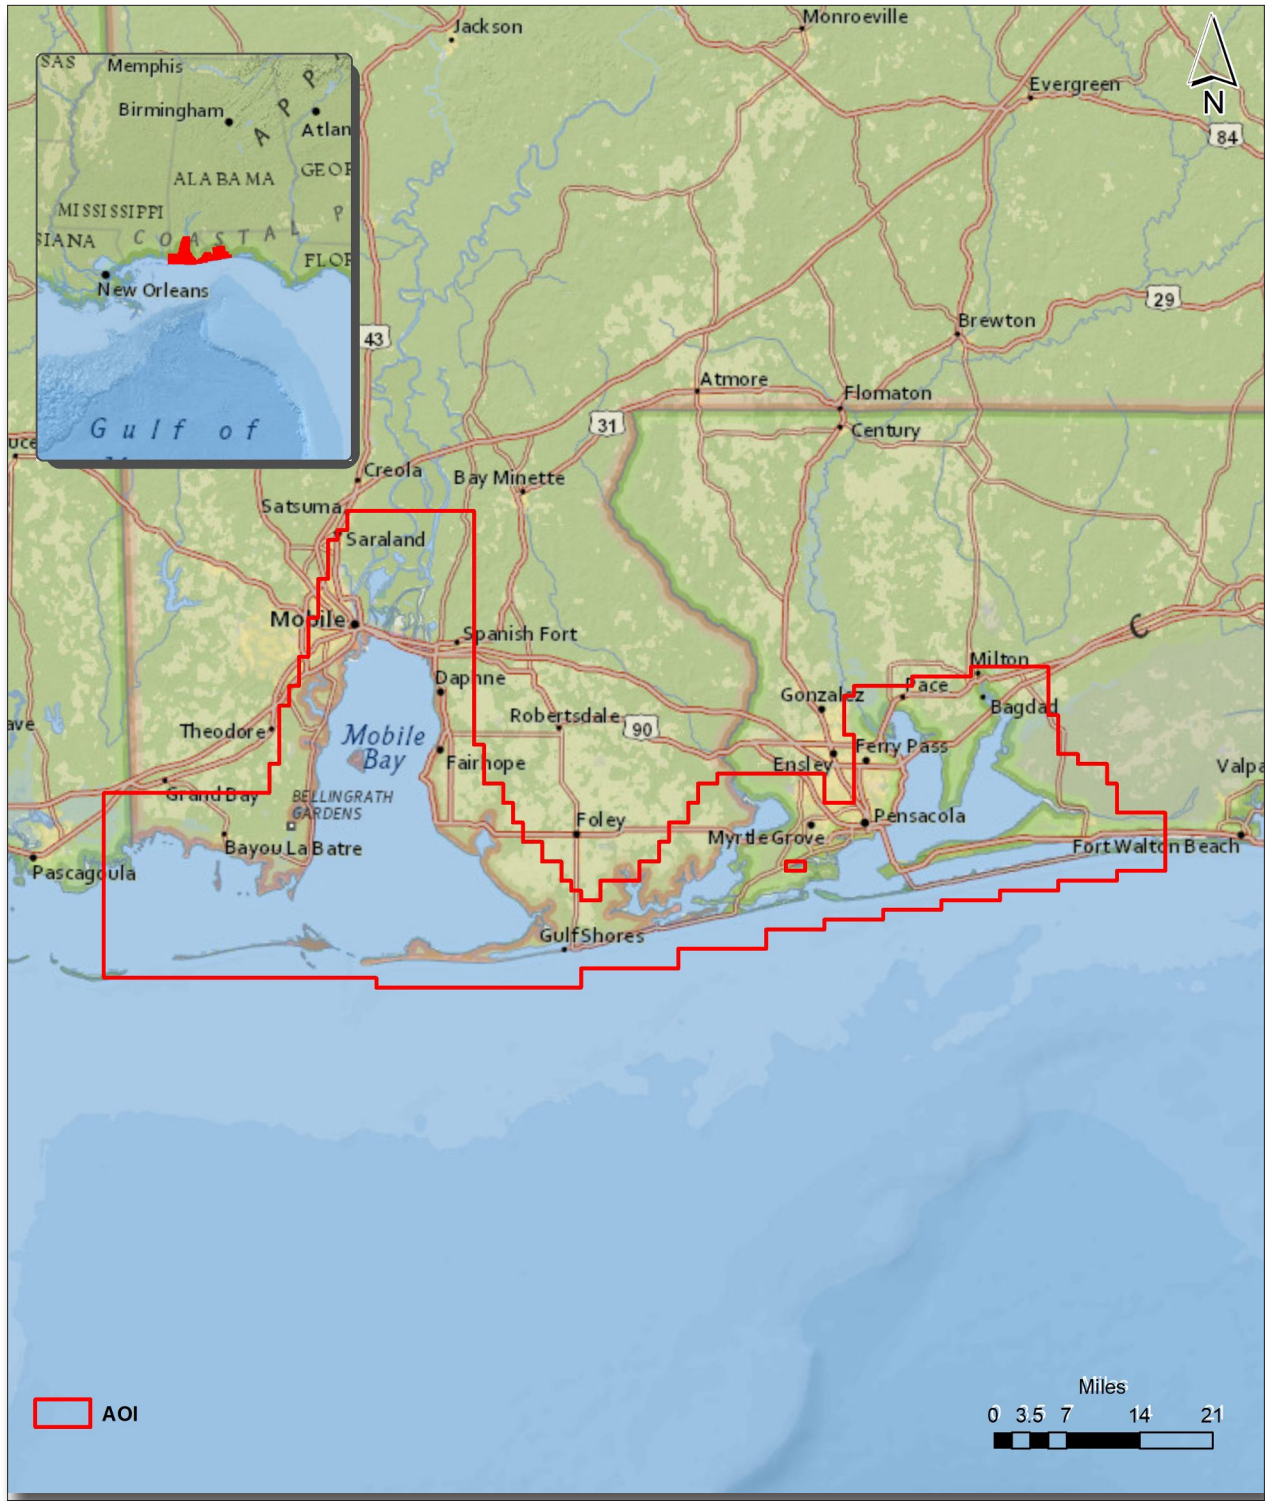 Jackson
Monroeville
Evergreen
N
84
SAS
Memphis
Birmingham
A P P
Atlan
ALABAMA
GEOR
MISSISSIPPI
SIANA
COASTAL P
FLOR
New Orleans
Gulf of
29
43
Brewton
Atmore
Flomaton
31
Century
uce
Creola
Bay Minette
Satsuma
Saraland
Mobile
Spanish Fort
C
Milton
Daphne
Pace
Gonzalez
Bagdad
Robertsdale
90
ave
Theodore
Mobile
Bay
Ferry Pass
Fairhope
Ensley
Valpa
Grand Bay
BELLINGRATH
GARDENS
Foley
Pensacola
Myrtle Grove
Bayou La Batre
Fort Walton Beach
Pascagoula
Gulf Shores
Miles
0 3.5 7 14 21
AOI